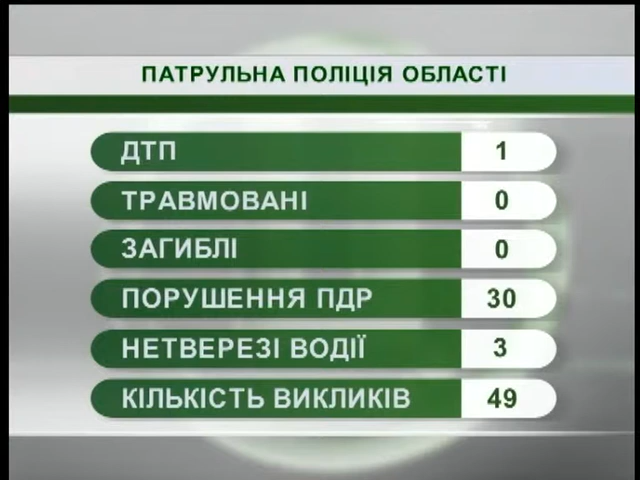 ПАТРУЛЬНА ПОЛІЦІЯ ОБЛАСТІ
ДТП 1
ТРАВМОВАНІ 0
ЗАГИБЛІ 0
ПОРУШЕННЯ ПДР 30
НЕТВЕРЕЗІ ВОДІЇ 3
КІЛЬКІСТЬ ВИКЛИКІВ 49